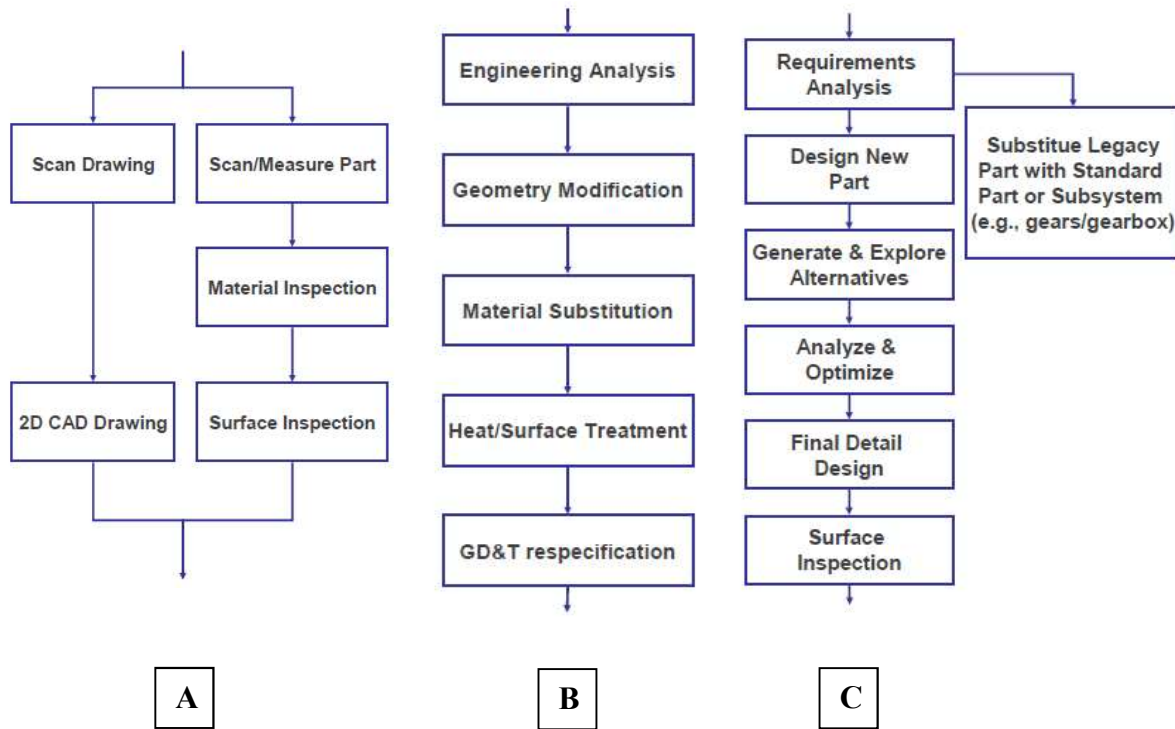 Scan Drawing
Scan/Measure Part
Material Inspection
2D CAD Drawing
Surface Inspection
A
Engineering Analysis
Geometry Modification
Material Substitution
Heat/Surface Treatment
GD&T respecification
B
Requirements
Analysis
Substitue Legacy
Part with Standard
Part or Subsystem
(e.g., gears/gearbox)
Design New
Part
Generate & Explore
Alternatives
Analyze &
Optimize
Final Detail
Design
Surface
Inspection
C